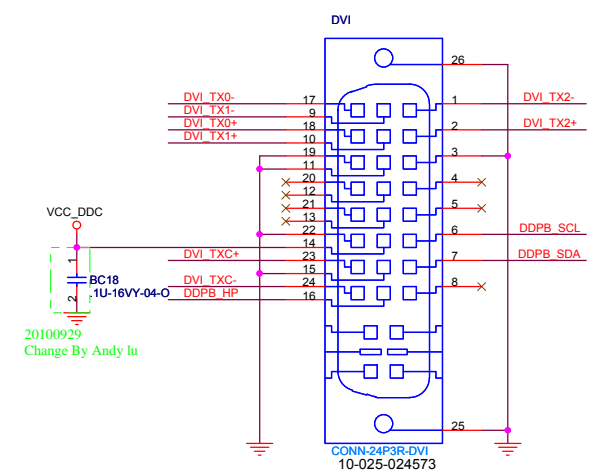 DVI
26
DVI_TX0- 17 1 DVI_TX2-
DVI_TX1- 9
DVI_TX0+ 18 2 DVI_TX2+
DVI_TX1+ 10
19 3
11
20 4
12
21 5
13
VCC_DDC
22 6 DDPB_SCL
14
DVI_TXC+ 23 7 DDPB_SDA
15
DVI_TXC- 24 8
DDPB_HP 16
1
BC18
.1U-16VY-04-O
2
20100929
Change By Andy lu
25
CONN-24P3R-DVI
10-025-024573